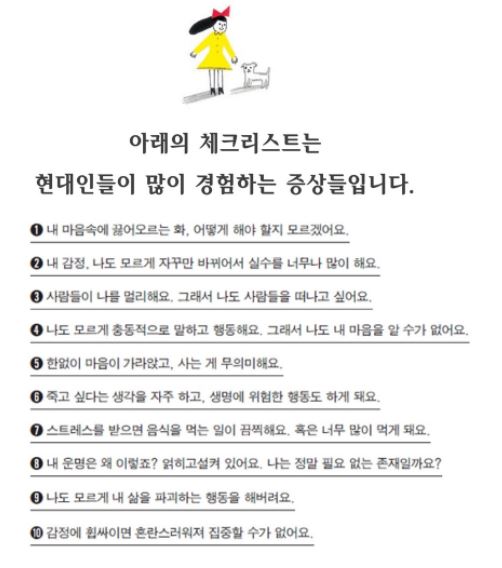 아래의 체크리스트는
현대인들이 많이 경험하는 증상들입니다.
❶ 내 마음속에 끓어오르는 화, 어떻게 해야 할지 모르겠어요.
❷ 내 감정, 나도 모르게 자꾸만 바뀌어서 실수를 너무나 많이 해요.
❸ 사람들이 나를 멀리해요. 그래서 나도 사람들을 떠나고 싶어요.
❹ 나도 모르게 충동적으로 말하고 행동해요. 그래서 나도 내 마음을 알 수가 없어요.
❺ 한없이 마음이 가라앉고, 사는 게 무의미해요.
❻ 죽고 싶다는 생각을 자주 하고, 생명에 위험한 행동도 하게 돼요.
❼ 스트레스를 받으면 음식을 먹는 일이 끔찍해요. 혹은 너무 많이 먹게 돼요.
❽ 내 운명은 왜 이렇죠? 얽히고설켜 있어요. 나는 정말 필요 없는 존재일까요?
❾ 나도 모르게 내 삶을 파괴하는 행동을 해버려요.
❿ 감정에 휩싸이면 혼란스러워져 집중할 수가 없어요.